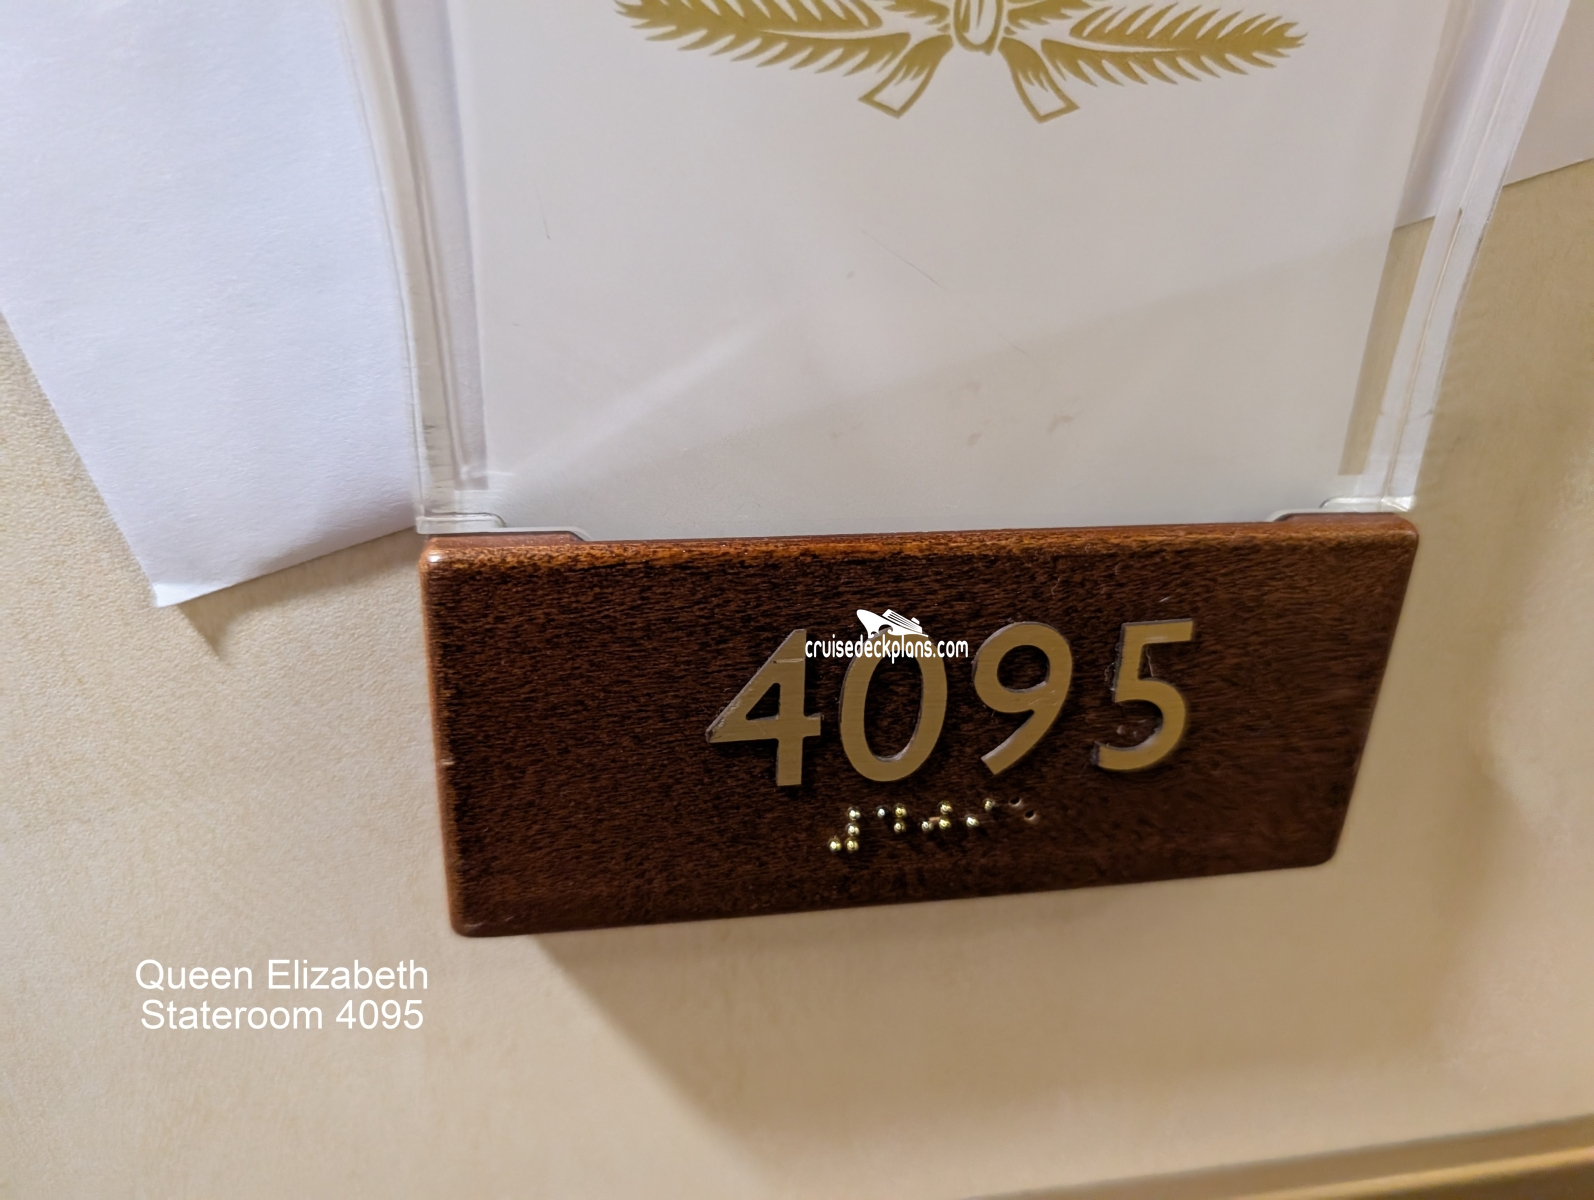 cruisedeckplans.com
4095
⠼⠙⠚⠊⠑
Queen Elizabeth
Stateroom 4095